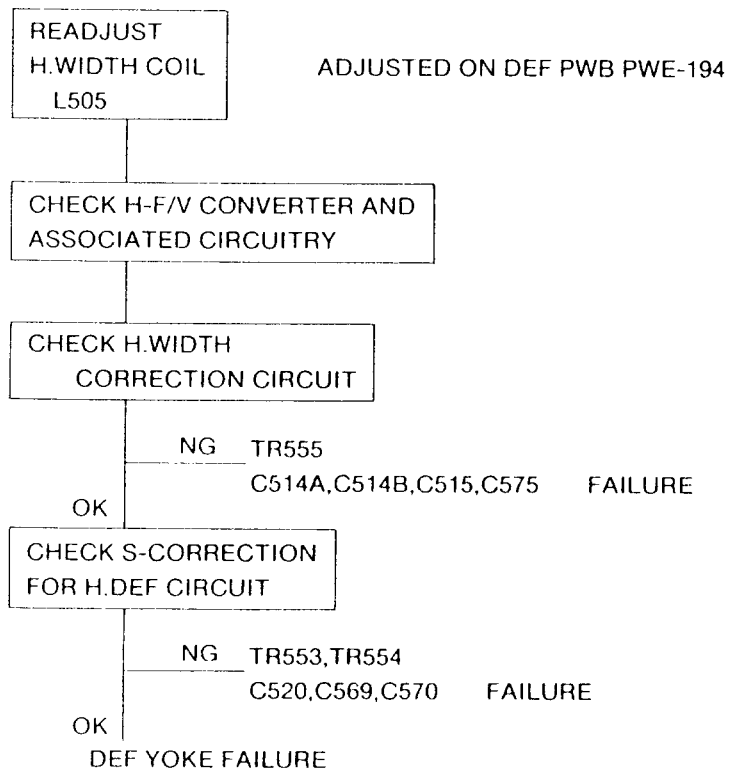 READJUST
H.WIDTH COIL
L505
ADJUSTED ON DEF PWB PWE-194
CHECK H-F/V CONVERTER AND
ASSOCIATED CIRCUITRY
CHECK H.WIDTH
CORRECTION CIRCUIT
NG TR555
C514A,C514B,C515,C575 FAILURE
OK
CHECK S-CORRECTION
FOR H.DEF CIRCUIT
NG TR553,TR554
C520,C569,C570 FAILURE
OK
DEF YOKE FAILURE